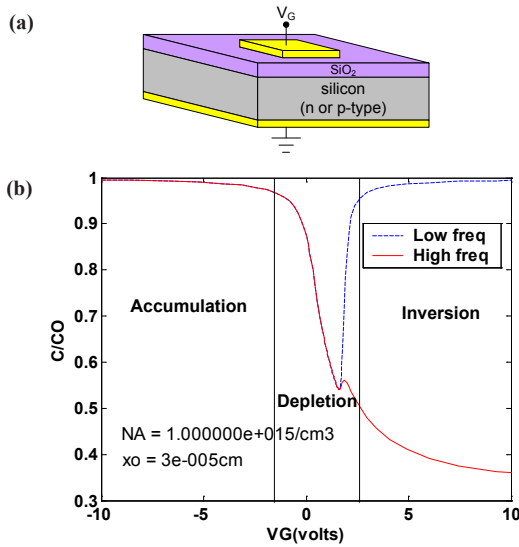 (a)
V_G
SiO₂
silicon
(n or p-type)
(b)
C/CO
1
0.9
0.8
0.7
0.6
0.5
0.4
0.3
Low freq
High freq
Accumulation
Inversion
Depletion
NA = 1.000000e+015/cm3
xo = 3e-005cm
-10
-5
0
5
10
VG(volts)